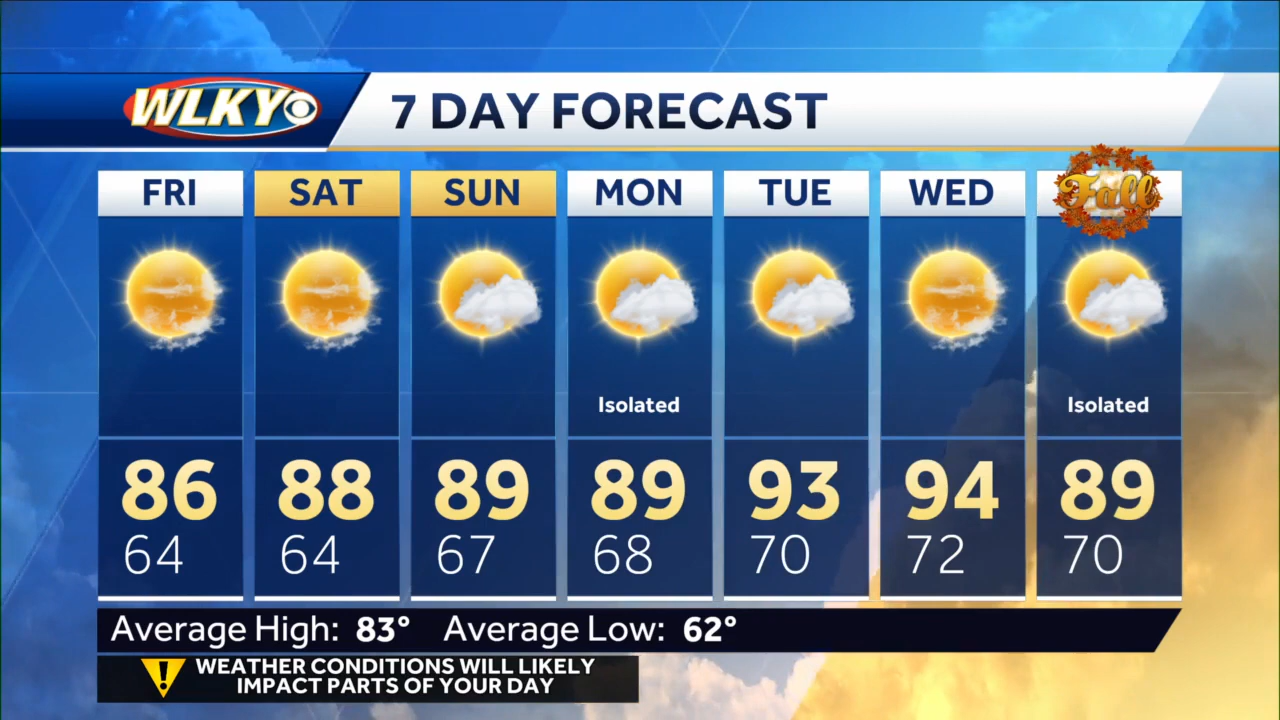 WLKY
7 DAY FORECAST
FRI SAT SUN MON TUE WED Fall
Isolated Isolated
86 88 89 89 93 94 89
64 64 67 68 70 72 70
Average High: 83° Average Low: 62°
! WEATHER CONDITIONS WILL LIKELY
IMPACT PARTS OF YOUR DAY